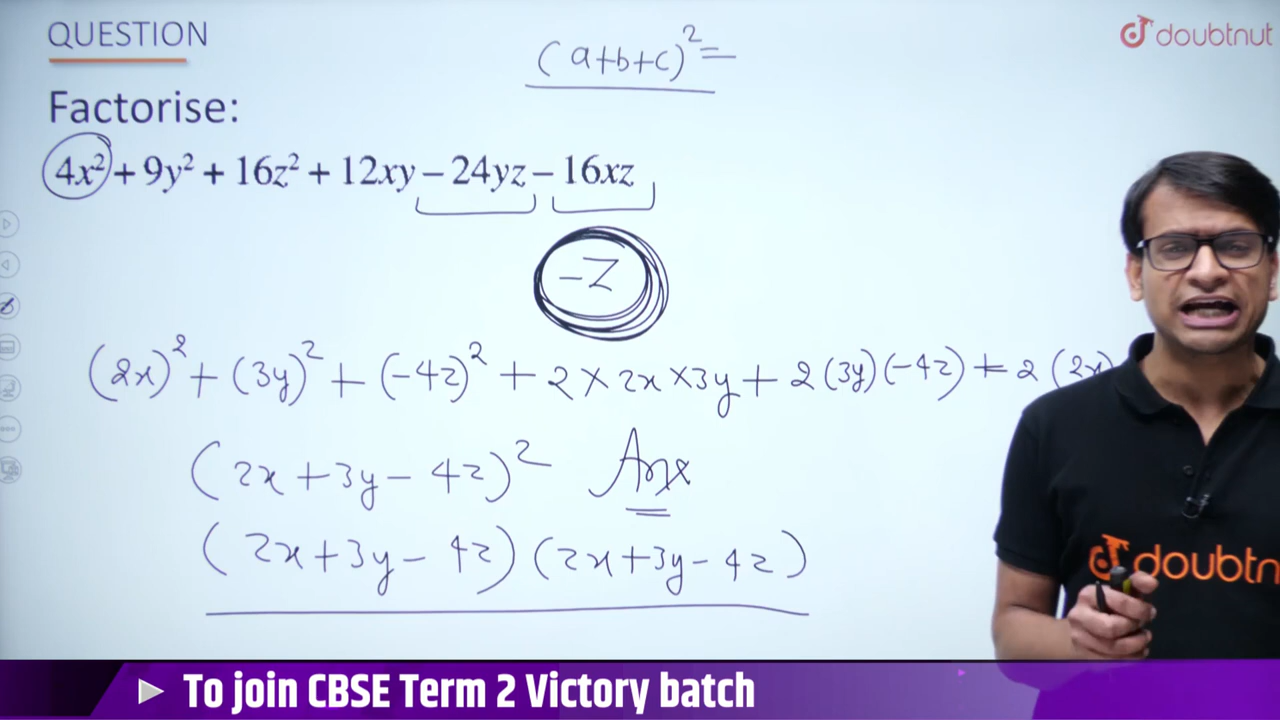 QUESTION
(a+b+c)²=
doubtnut
Factorise:
4x² + 9y² + 16z² + 12xy – 24yz – 16xz
–Z
(2x)² + (3y)² + (–4z)² + 2 × 2x × 3y + 2 (3y) (–4z) + 2 (2x)
(2x + 3y – 4z)² Ans
(2x + 3y – 4z) (2x + 3y – 4z)
doubtn
► To join CBSE Term 2 Victory batch